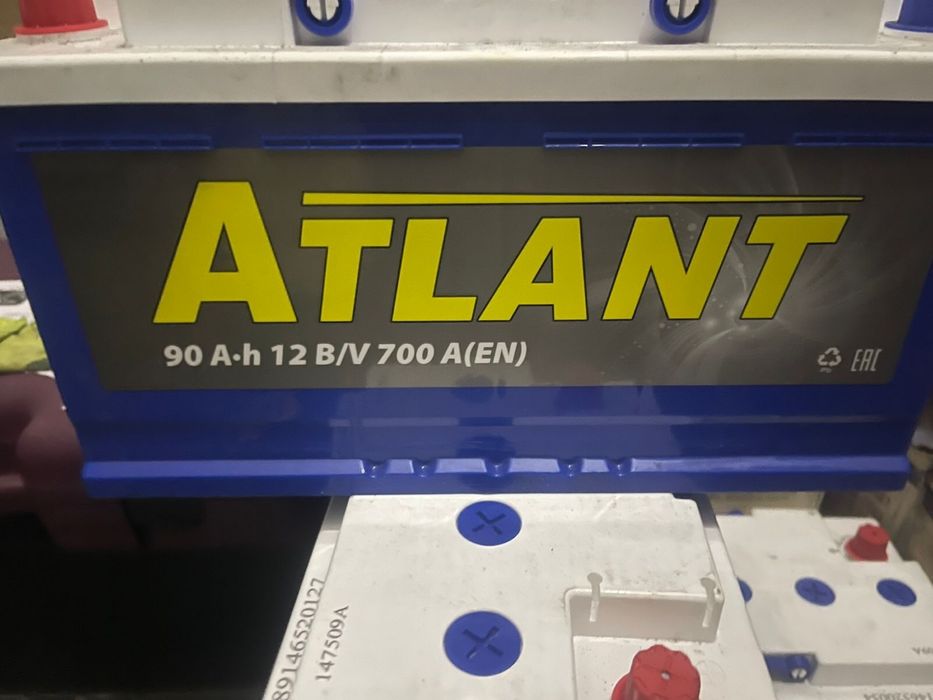 ATLANT
90 A·h 12 B/V 700 A(EN)
EAC
89146520127
147509A